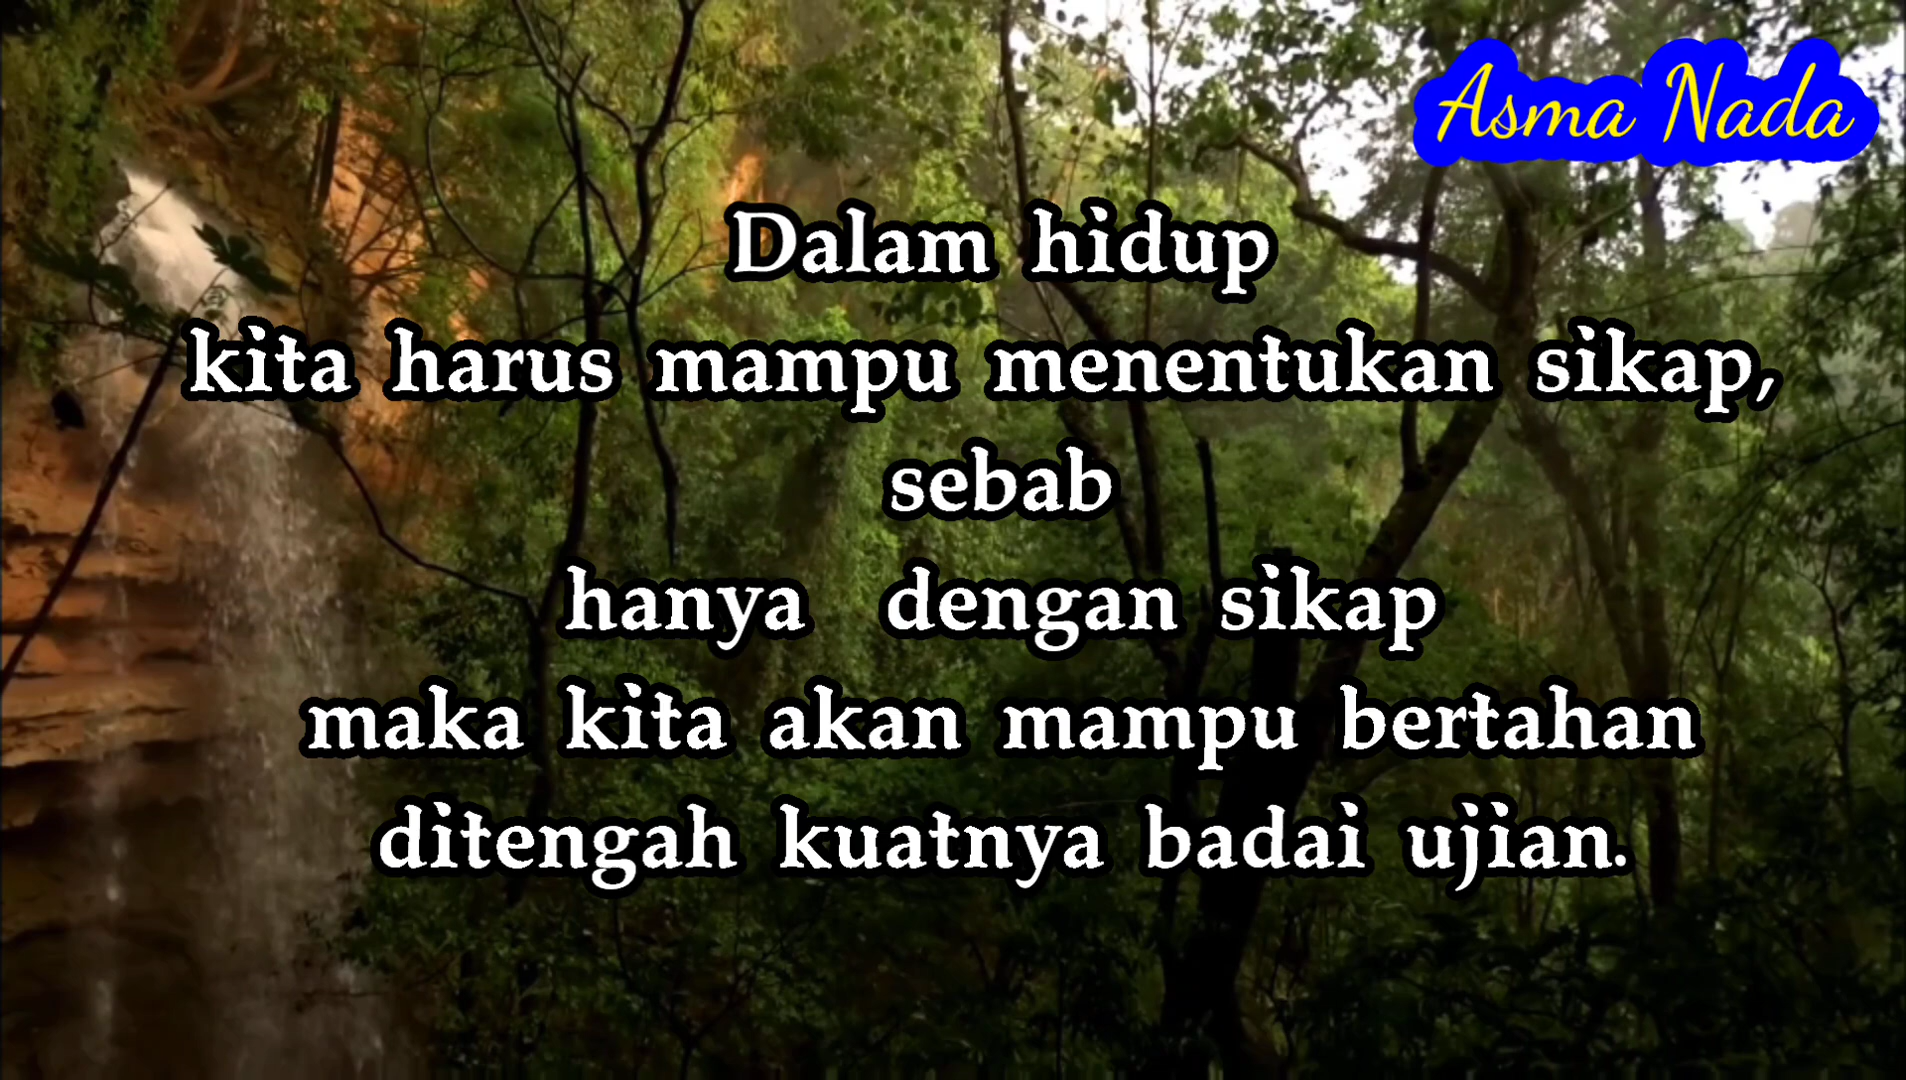 Asma Nada
Dalam hidup
kita harus mampu menentukan sikap,
sebab
hanya dengan sikap
maka kita akan mampu bertahan
ditengah kuatnya badai ujian.